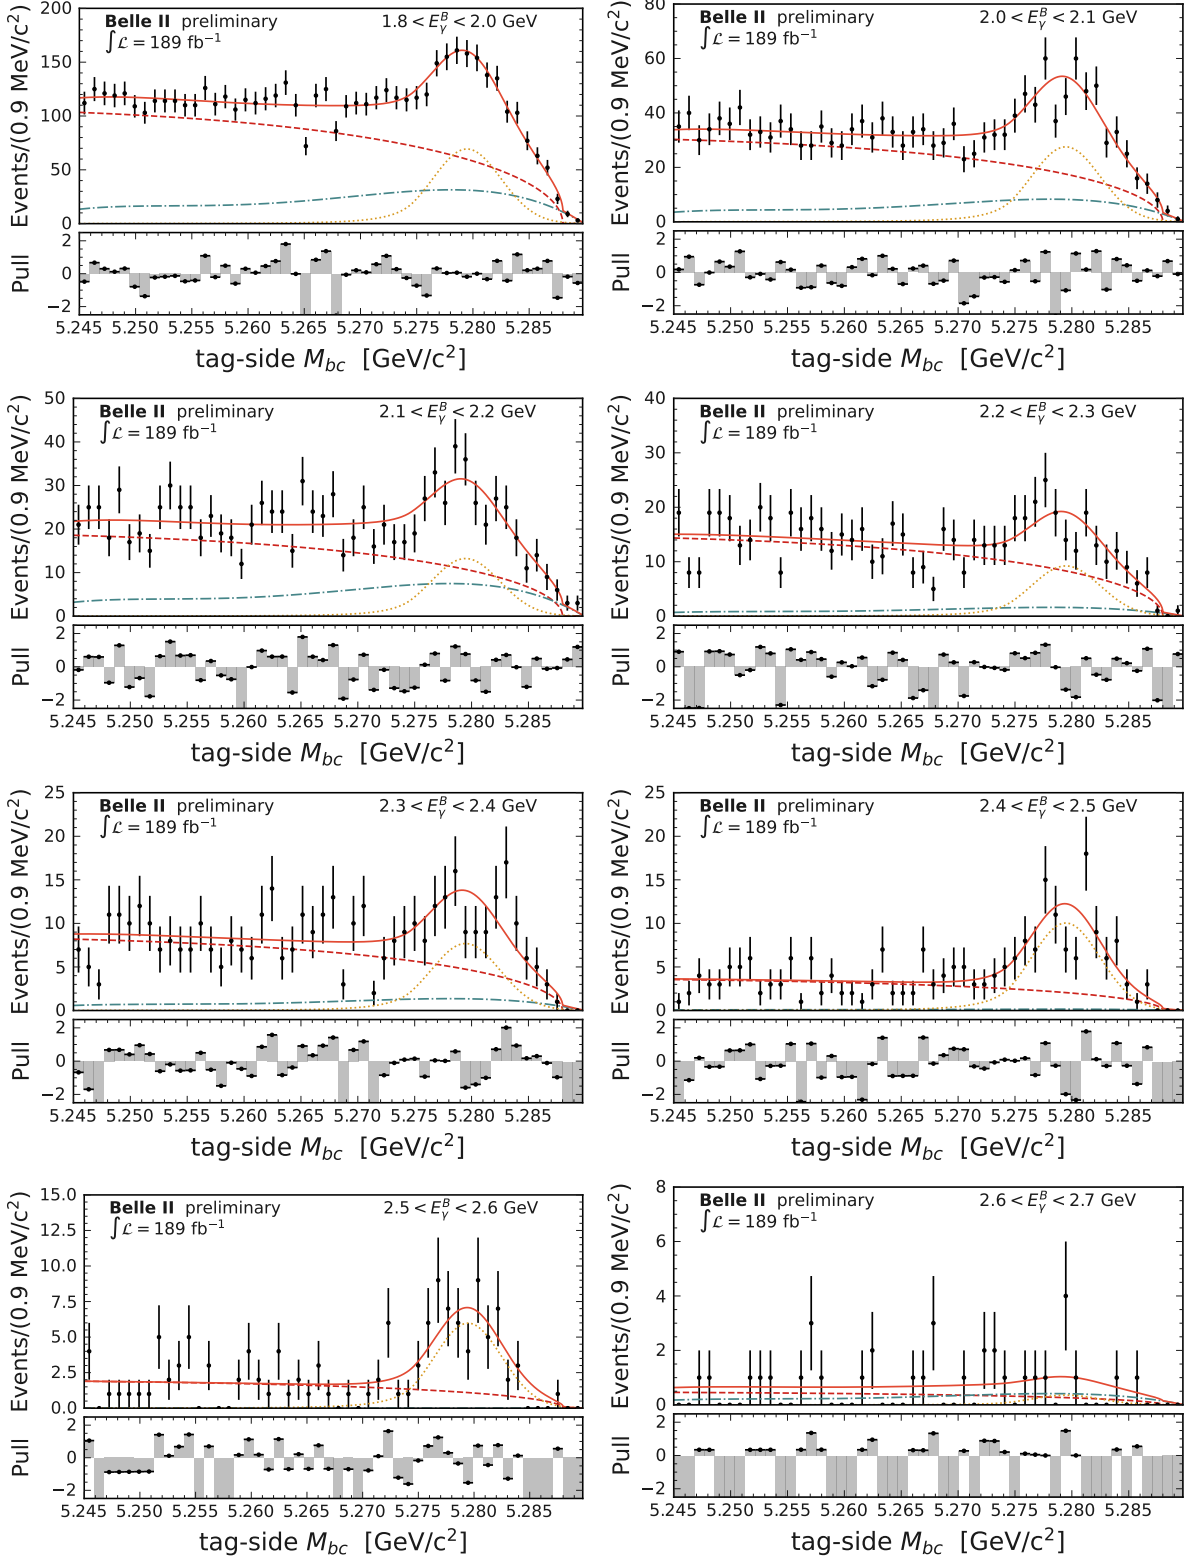 Belle II preliminary
∫ℒ = 189 fb⁻¹
1.8 < E_γ^B < 2.0 GeV
Events/(0.9 MeV/c²)
200
150
100
50
0
Pull
2
0
−2
5.245 5.250 5.255 5.260 5.265 5.270 5.275 5.280 5.285
tag-side M_bc [GeV/c²]
Belle II preliminary
∫ℒ = 189 fb⁻¹
2.0 < E_γ^B < 2.1 GeV
Events/(0.9 MeV/c²)
80
60
40
20
0
Pull
2
0
−2
5.245 5.250 5.255 5.260 5.265 5.270 5.275 5.280 5.285
tag-side M_bc [GeV/c²]
Belle II preliminary
∫ℒ = 189 fb⁻¹
2.1 < E_γ^B < 2.2 GeV
Events/(0.9 MeV/c²)
50
40
30
20
10
0
Pull
2
0
−2
5.245 5.250 5.255 5.260 5.265 5.270 5.275 5.280 5.285
tag-side M_bc [GeV/c²]
Belle II preliminary
∫ℒ = 189 fb⁻¹
2.2 < E_γ^B < 2.3 GeV
Events/(0.9 MeV/c²)
40
30
20
10
0
Pull
2
0
−2
5.245 5.250 5.255 5.260 5.265 5.270 5.275 5.280 5.285
tag-side M_bc [GeV/c²]
Belle II preliminary
∫ℒ = 189 fb⁻¹
2.3 < E_γ^B < 2.4 GeV
Events/(0.9 MeV/c²)
25
20
15
10
5
0
Pull
2
0
−2
5.245 5.250 5.255 5.260 5.265 5.270 5.275 5.280 5.285
tag-side M_bc [GeV/c²]
Belle II preliminary
∫ℒ = 189 fb⁻¹
2.4 < E_γ^B < 2.5 GeV
Events/(0.9 MeV/c²)
25
20
15
10
5
0
Pull
2
0
−2
5.245 5.250 5.255 5.260 5.265 5.270 5.275 5.280 5.285
tag-side M_bc [GeV/c²]
Belle II preliminary
∫ℒ = 189 fb⁻¹
2.5 < E_γ^B < 2.6 GeV
Events/(0.9 MeV/c²)
15.0
12.5
10.0
7.5
5.0
2.5
0.0
Pull
2
0
−2
5.245 5.250 5.255 5.260 5.265 5.270 5.275 5.280 5.285
tag-side M_bc [GeV/c²]
Belle II preliminary
∫ℒ = 189 fb⁻¹
2.6 < E_γ^B < 2.7 GeV
Events/(0.9 MeV/c²)
8
6
4
2
0
Pull
2
0
−2
5.245 5.250 5.255 5.260 5.265 5.270 5.275 5.280 5.285
tag-side M_bc [GeV/c²]